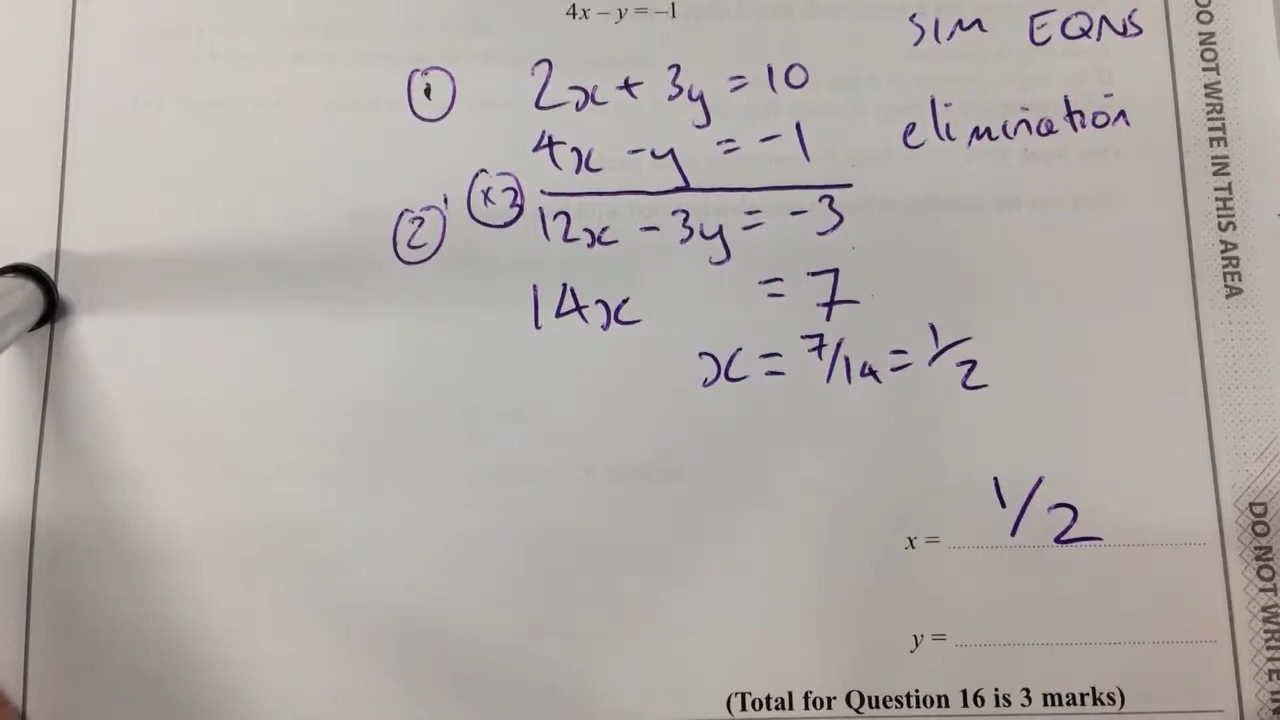 4x – y = –1
SIM EQNS
① 2x + 3y = 10
elimination
4x - y = -1
②' ×3 12x - 3y = -3
14x = 7
x = 7/14 = 1/2
x = 1/2
y =
(Total for Question 16 is 3 marks)
DO NOT WRITE IN THIS AREA
DO NOT WRITE IN